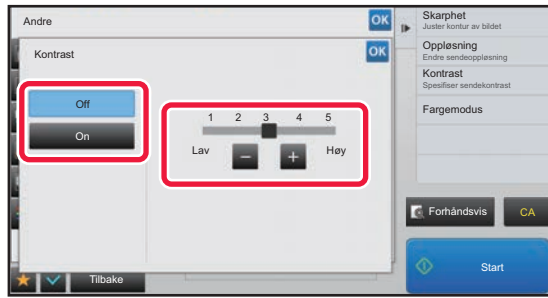 Andre
OK
Kontrast
OK
Off
On
1 2 3 4 5
Lav
Høy
Tilbake
Skarphet
Juster kontur av bildet
Oppløsning
Endre sendeoppløsning
Kontrast
Spesifiser sendekontrast
Fargemodus
Forhåndsvis
CA
Start